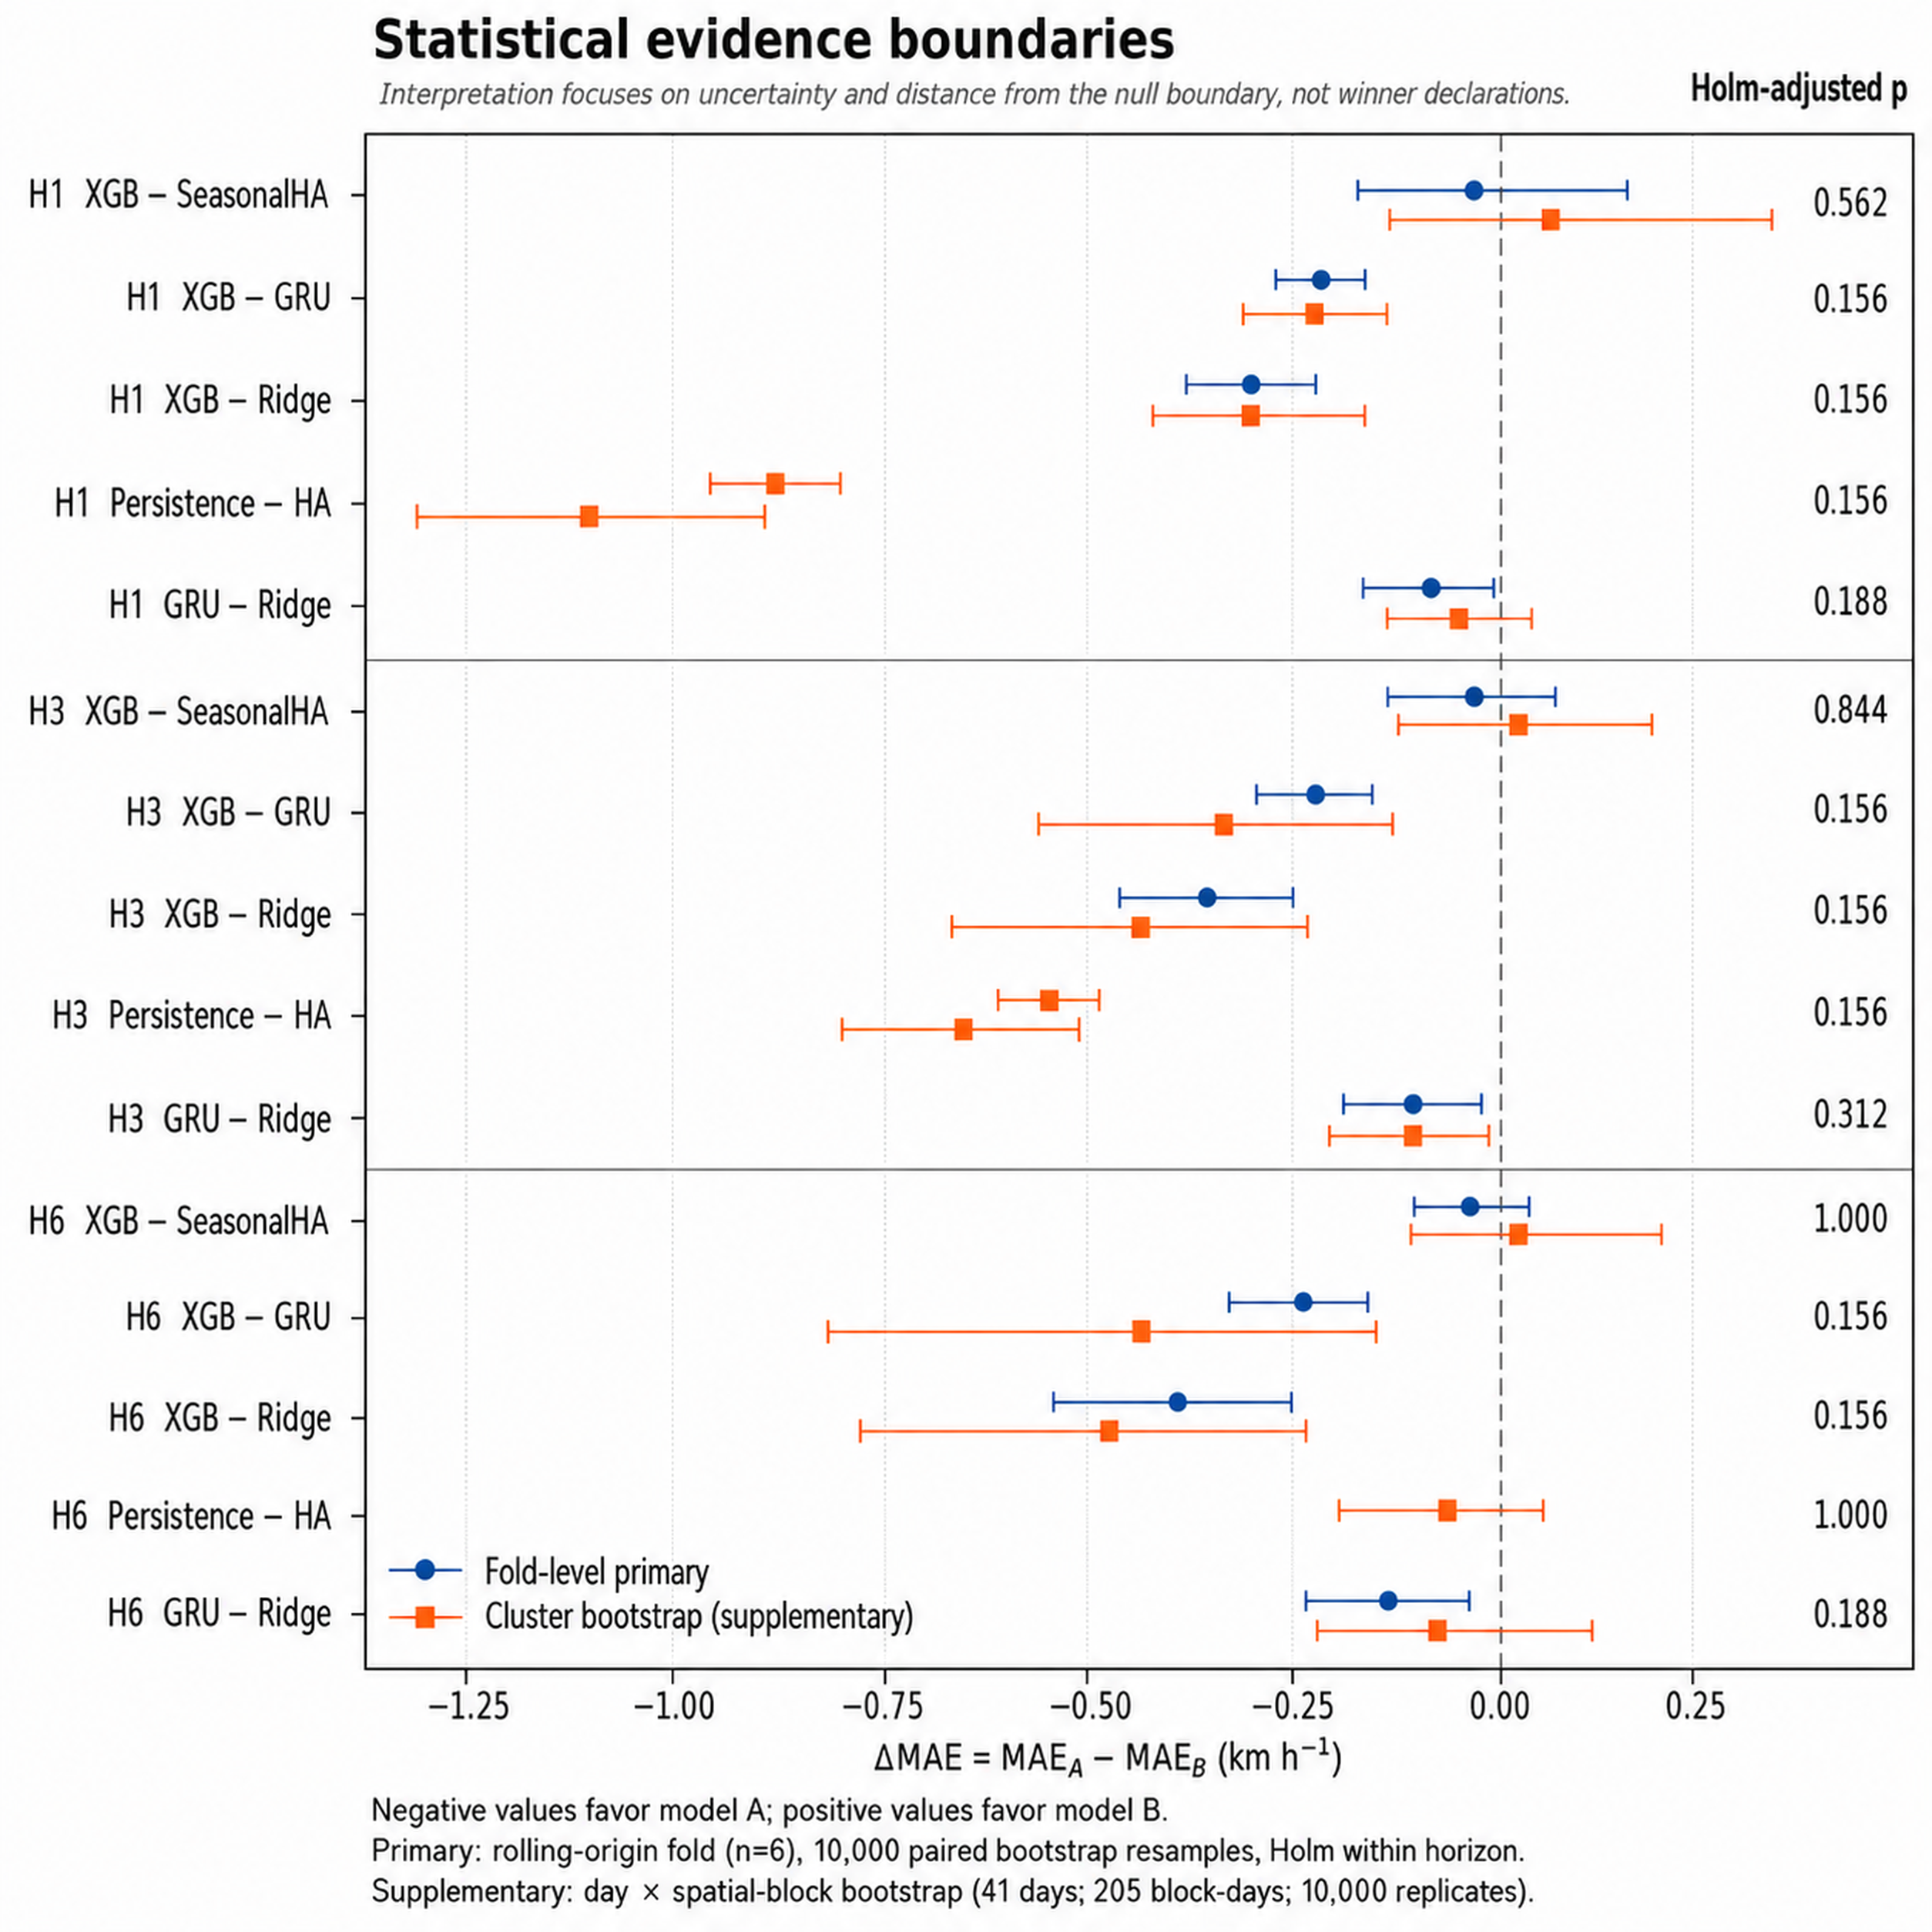 Statistical evidence boundaries
Interpretation focuses on uncertainty and distance from the null boundary, not winner declarations.
Holm-adjusted p
H1 XGB – SeasonalHA 0.562
H1 XGB – GRU 0.156
H1 XGB – Ridge 0.156
H1 Persistence – HA 0.156
H1 GRU – Ridge 0.188
H3 XGB – SeasonalHA 0.844
H3 XGB – GRU 0.156
H3 XGB – Ridge 0.156
H3 Persistence – HA 0.156
H3 GRU – Ridge 0.312
H6 XGB – SeasonalHA 1.000
H6 XGB – GRU 0.156
H6 XGB – Ridge 0.156
H6 Persistence – HA 1.000
H6 GRU – Ridge 0.188
Fold-level primary
Cluster bootstrap (supplementary)
−1.25 −1.00 −0.75 −0.50 −0.25 0.00 0.25
ΔMAE = MAE_A − MAE_B (km h⁻¹)
Negative values favor model A; positive values favor model B.
Primary: rolling-origin fold (n=6), 10,000 paired bootstrap resamples, Holm within horizon.
Supplementary: day × spatial-block bootstrap (41 days; 205 block-days; 10,000 replicates).